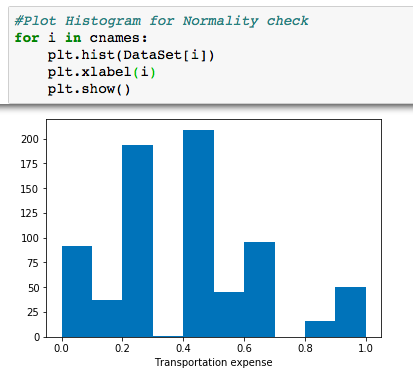 #Plot Histogram for Normality check
for i in cnames:
    plt.hist(DataSet[i])
    plt.xlabel(i)
    plt.show()
200
175
150
125
100
75
50
25
0
0.0 0.2 0.4 0.6 0.8 1.0
Transportation expense